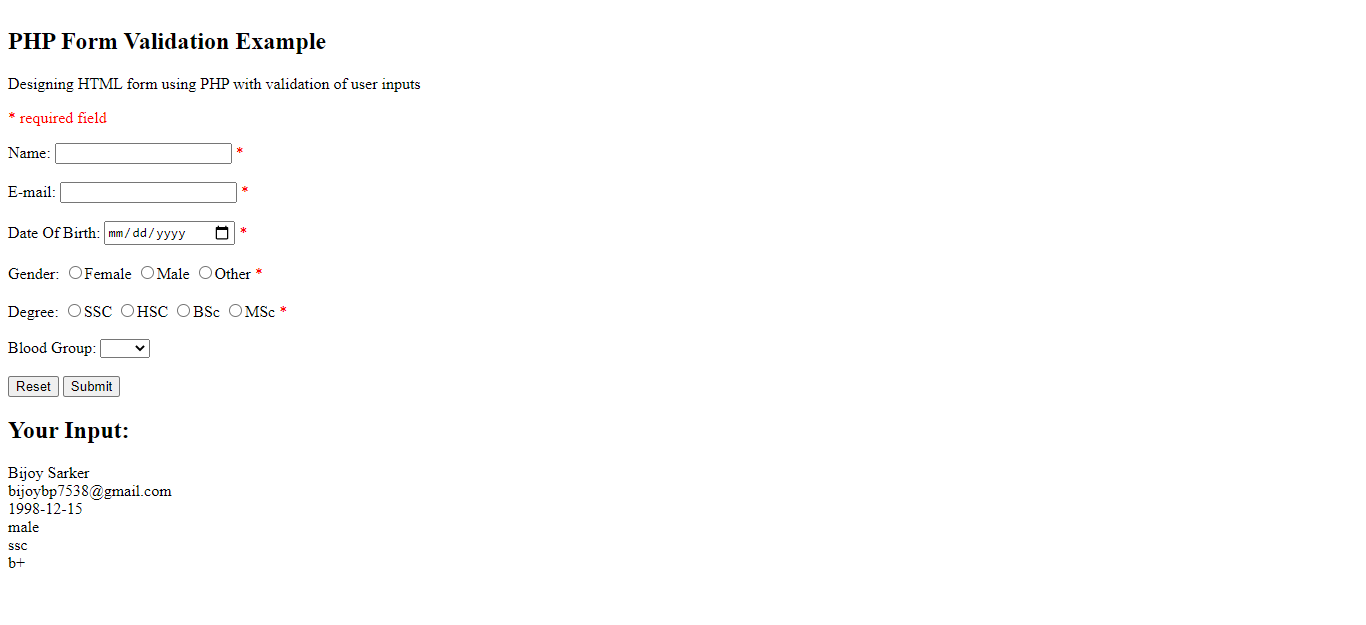 PHP Form Validation Example
Designing HTML form using PHP with validation of user inputs
* required field
Name: *
E-mail: *
Date Of Birth: mm/dd/yyyy *
Gender: Female Male Other *
Degree: SSC HSC BSc MSc *
Blood Group:
Reset Submit
Your Input:
Bijoy Sarker
bijoybp7538@gmail.com
1998-12-15
male
ssc
b+